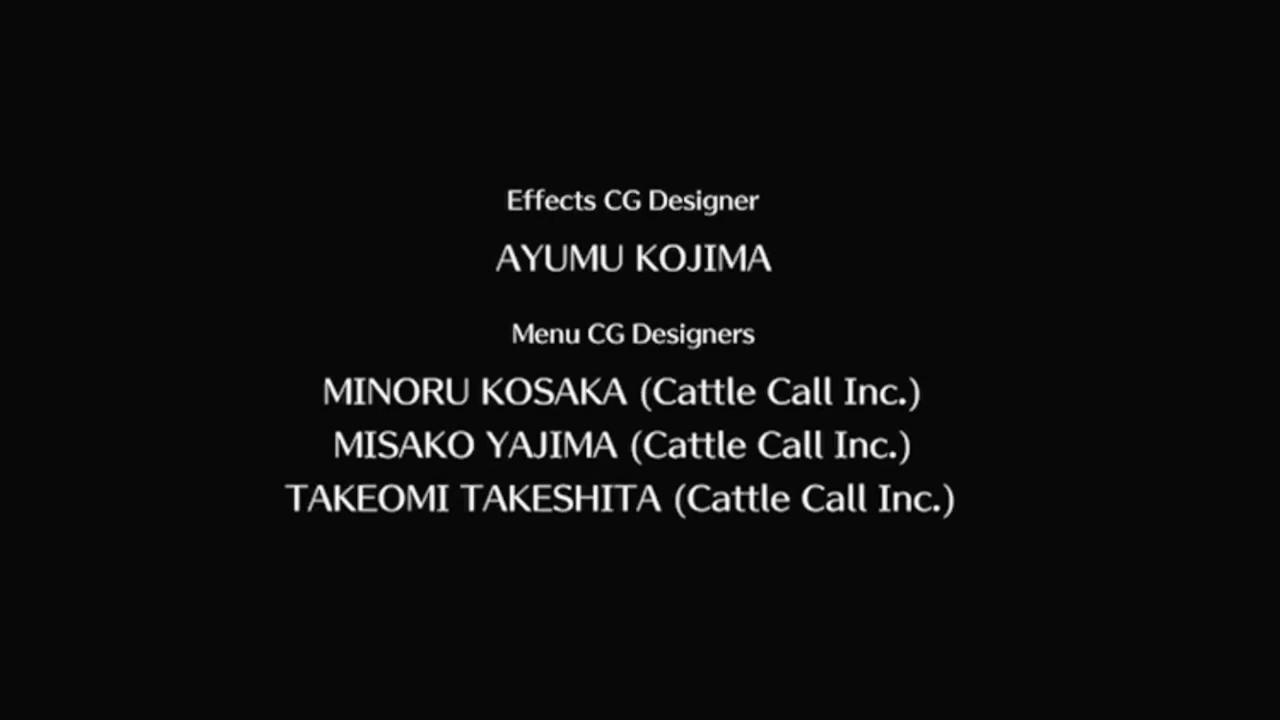 Effects CG Designer
AYUMU KOJIMA
Menu CG Designers
MINORU KOSAKA (Cattle Call Inc.)
MISAKO YAJIMA (Cattle Call Inc.)
TAKEOMI TAKESHITA (Cattle Call Inc.)